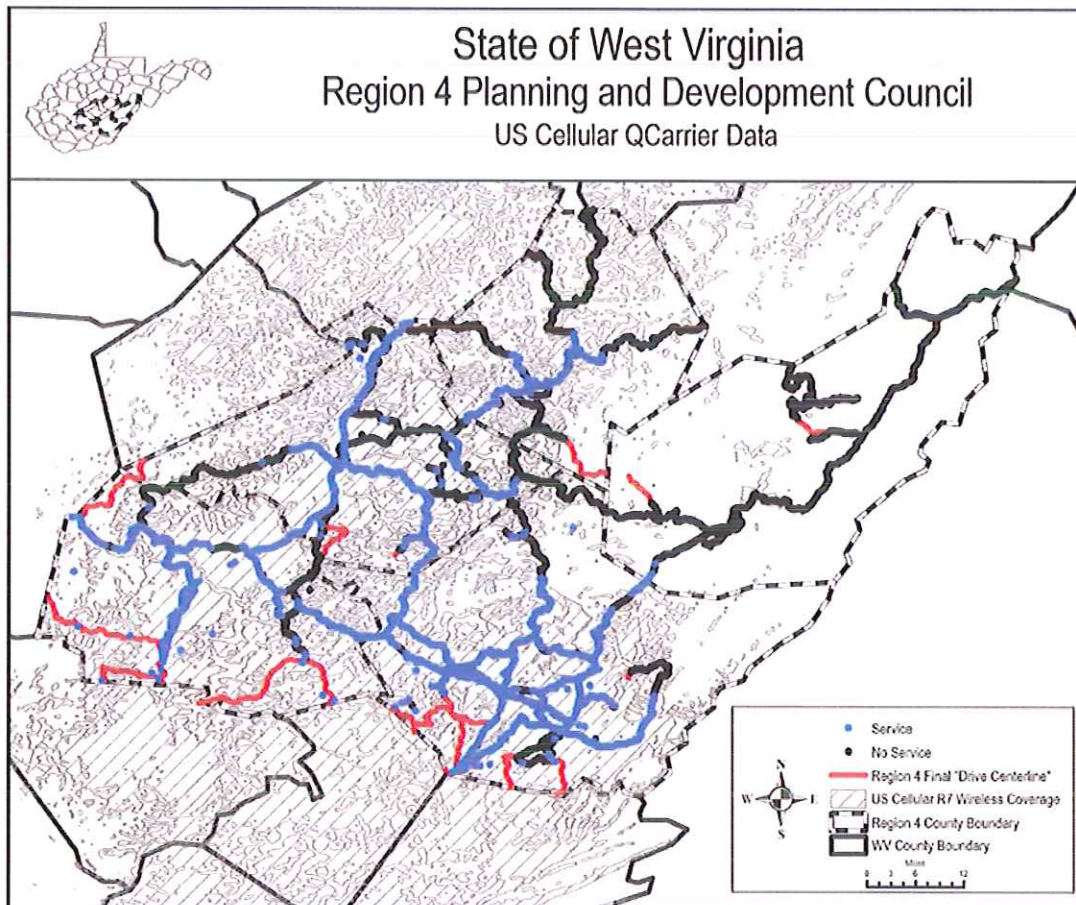 State of West Virginia
Region 4 Planning and Development Council
US Cellular QCarrier Data
Service
No Service
Region 4 Final "Drive Centerline"
US Cellular R7 Wireless Coverage
Region 4 County Boundary
WV County Boundary
N
W E
S
Miles
0 3 6 12